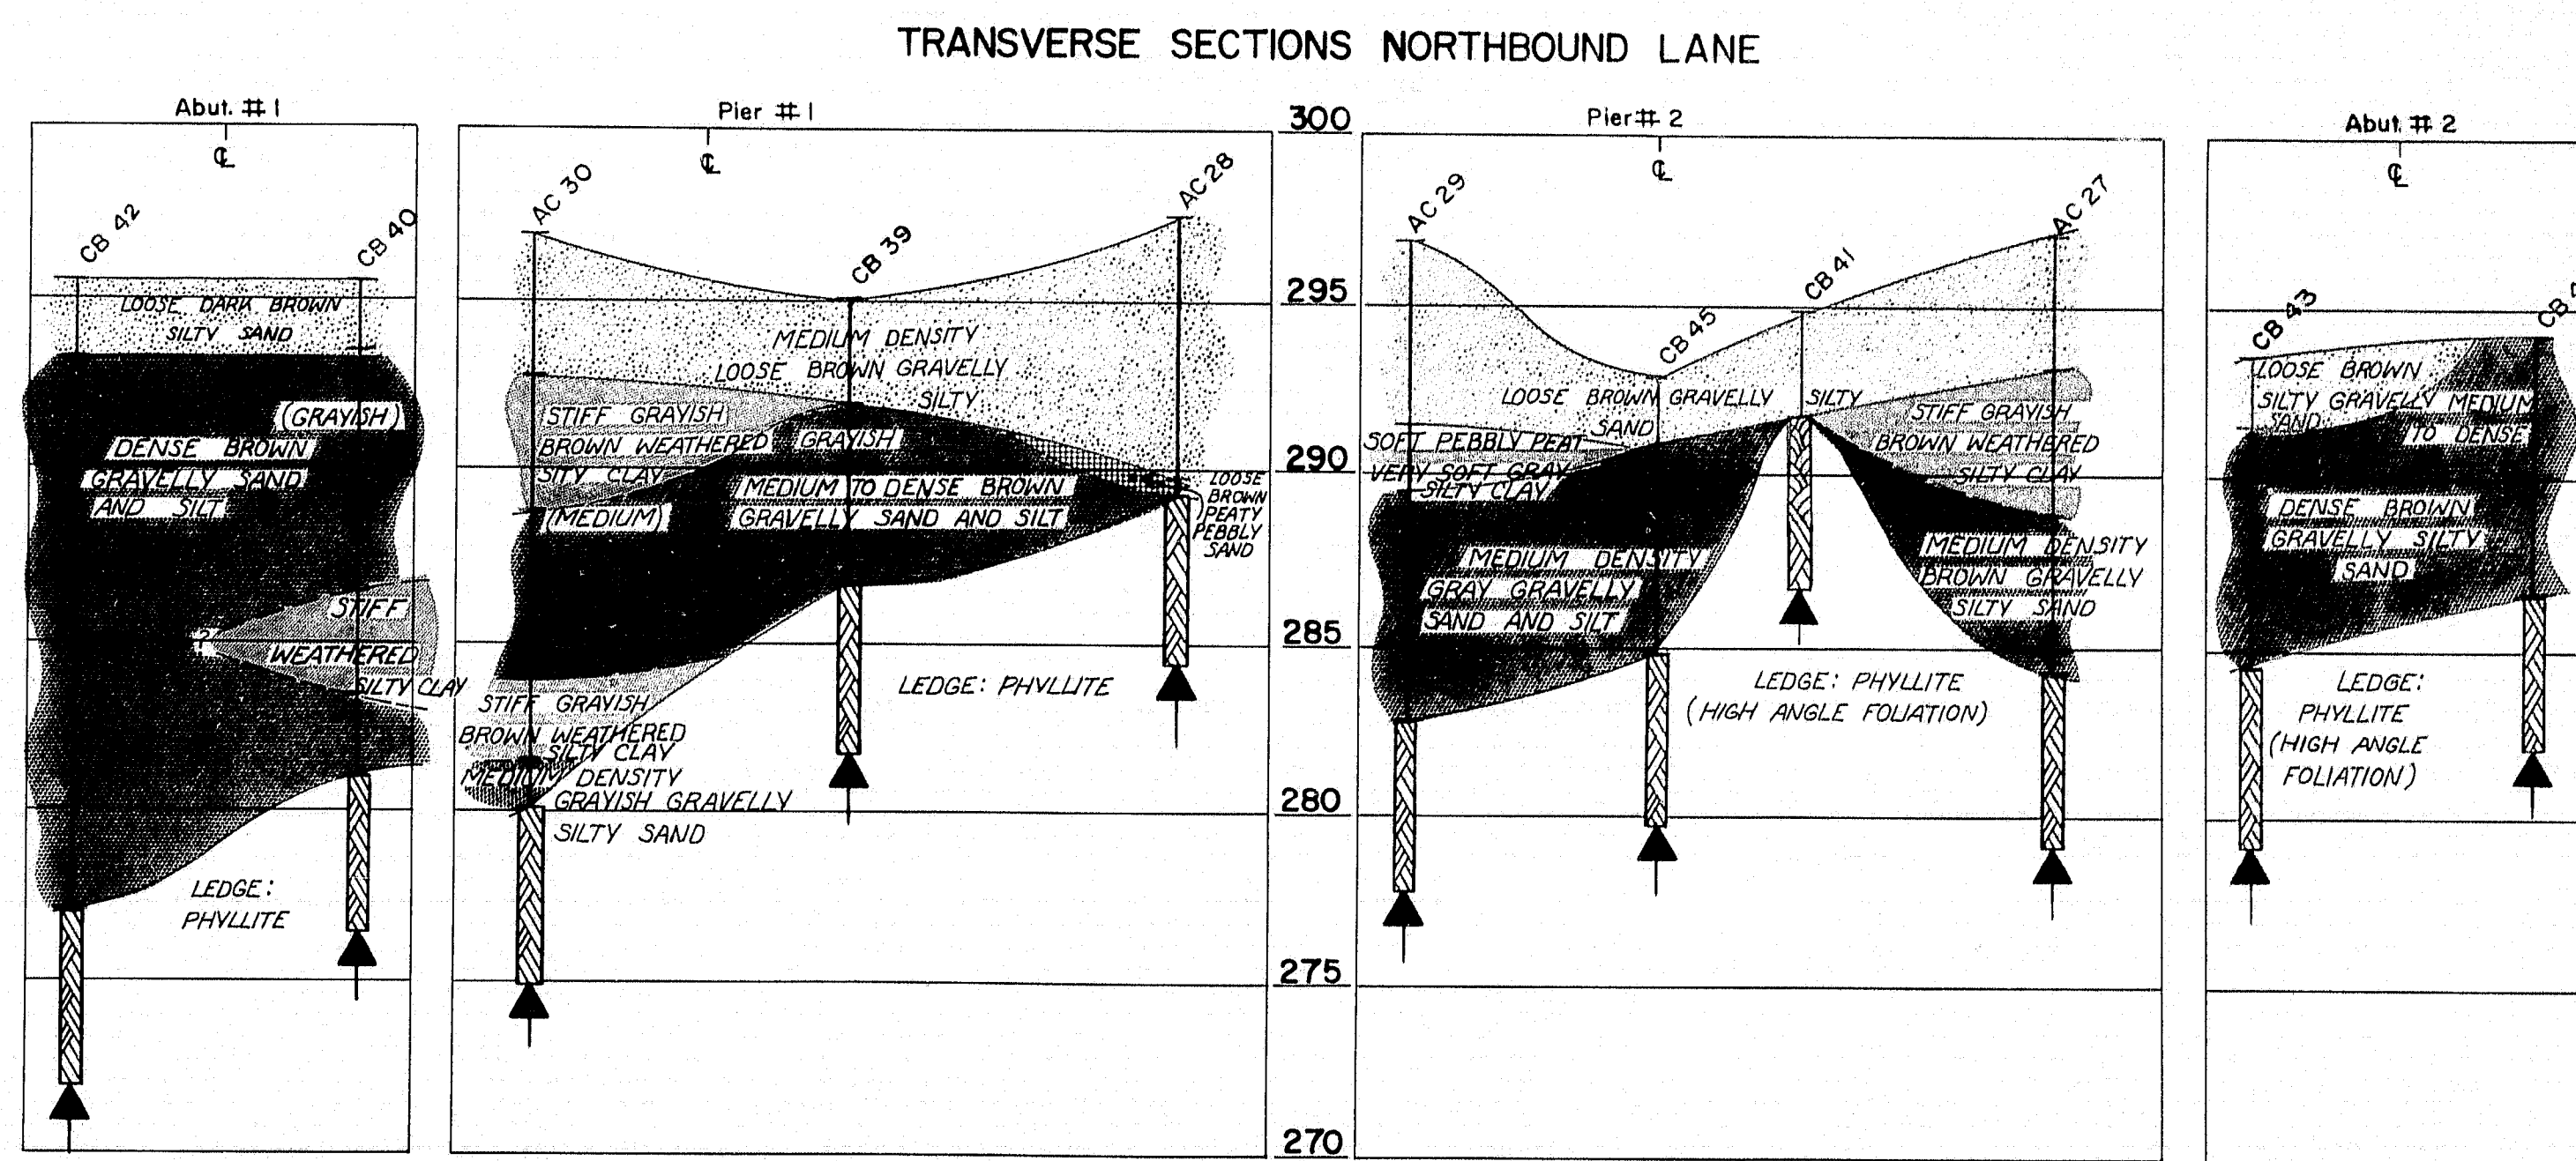 TRANSVERSE SECTIONS NORTHBOUND LANE
Abut. # 1
℄
CB 42
CB 40
LOOSE DARK BROWN
SILTY SAND
(GRAYISH)
DENSE BROWN
GRAVELLY SAND
AND SILT
?
STIFF
WEATHERED
SILTY CLAY
LEDGE:
PHYLLITE
Pier # 1
℄
AC 30
CB 39
AC 28
MEDIUM DENSITY
LOOSE BROWN GRAVELLY
SILTY
STIFF GRAYISH
BROWN WEATHERED
SITY CLAY
GRAYISH
(MEDIUM)
MEDIUM TO DENSE BROWN
GRAVELLY SAND AND SILT
LOOSE
BROWN
PEATY
PEBBLY
SAND
STIFF GRAYISH
BROWN WEATHERED
SILTY CLAY
MEDIUM DENSITY
GRAYISH GRAVELLY
SILTY SAND
LEDGE: PHYLLITE
300
295
290
285
280
275
270
Pier # 2
℄
AC 29
CB 45
CB 41
AC 27
LOOSE BROWN GRAVELLY SILTY
SAND
SOFT PEBBLY PEAT
VERY SOFT GRAY
SILTY CLAY
STIFF GRAYISH
BROWN WEATHERED
SILTY CLAY
MEDIUM DENSITY
GRAY GRAVELLY
SAND AND SILT
MEDIUM DENSITY
BROWN GRAVELLY
SILTY SAND
LEDGE: PHYLLITE
(HIGH ANGLE FOLIATION)
Abut. # 2
℄
CB 43
CB 4
LOOSE BROWN
SILTY GRAVELLY MEDIUM
SAND TO DENSE
DENSE BROWN
GRAVELLY SILTY
SAND
LEDGE:
PHYLLITE
(HIGH ANGLE
FOLIATION)